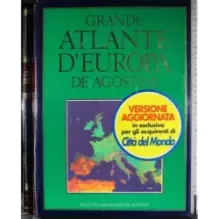 GRANDE
ATLANTE
D'EUROPA
DE AGOSTINI
VERSIONE
AGGIORNATA
in esclusiva
per gli acquirenti di
Città del Mondo